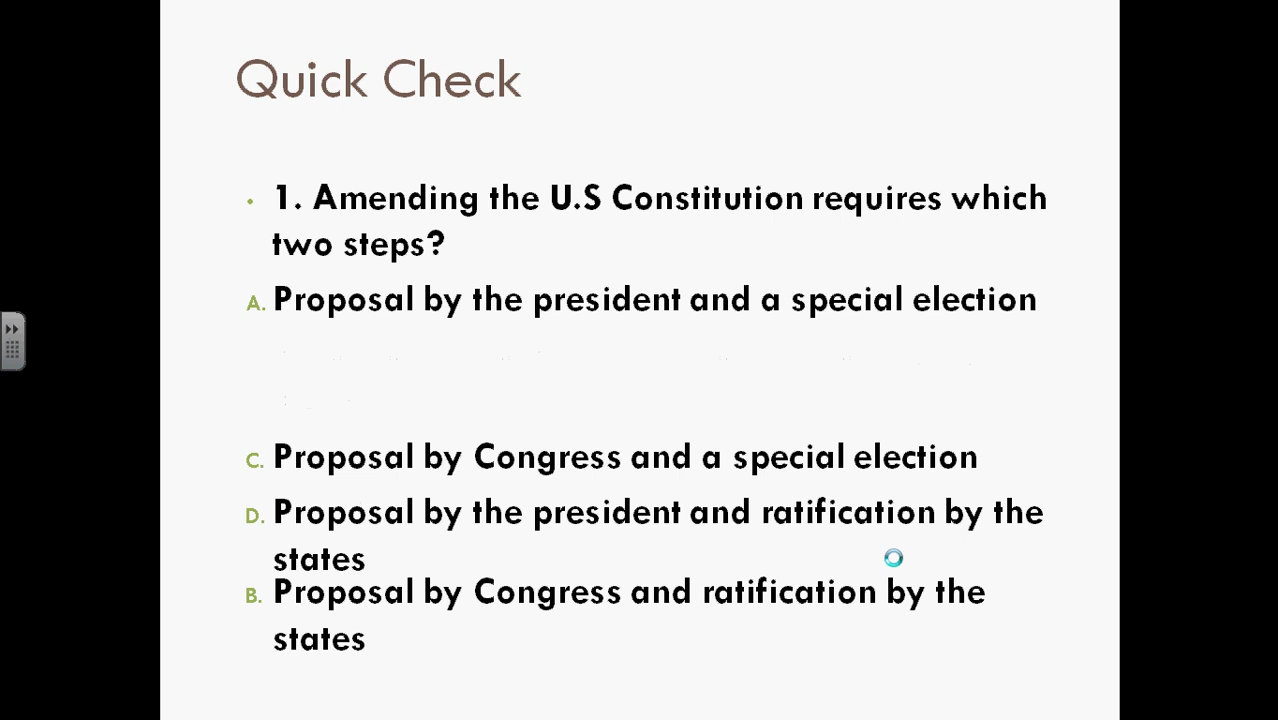 Quick Check
• 1. Amending the U.S Constitution requires which
two steps?
A. Proposal by the president and a special election
C. Proposal by Congress and a special election
D. Proposal by the president and ratification by the
states
B. Proposal by Congress and ratification by the
states